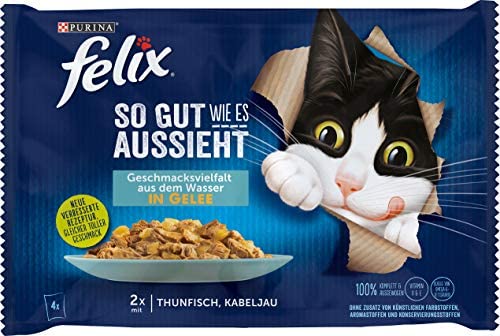 PURINA
felix
SO GUT WIE ES
AUSSIEHT
Geschmacksvielfalt
aus dem Wasser
IN GELEE
NEUE
VERBESSERTE
REZEPTUR,
GLEICHER TOLLER
GESCHMACK
4x
2x
mit
THUNFISCH, KABELJAU
100% KOMPLETT &
AUSGEWOGEN
VITAMIN
D & E
OHNE ZUSATZ VON KÜNSTLICHEN FARBSTOFFEN,
AROMASTOFFEN UND KONSERVIERUNGSSTOFFEN